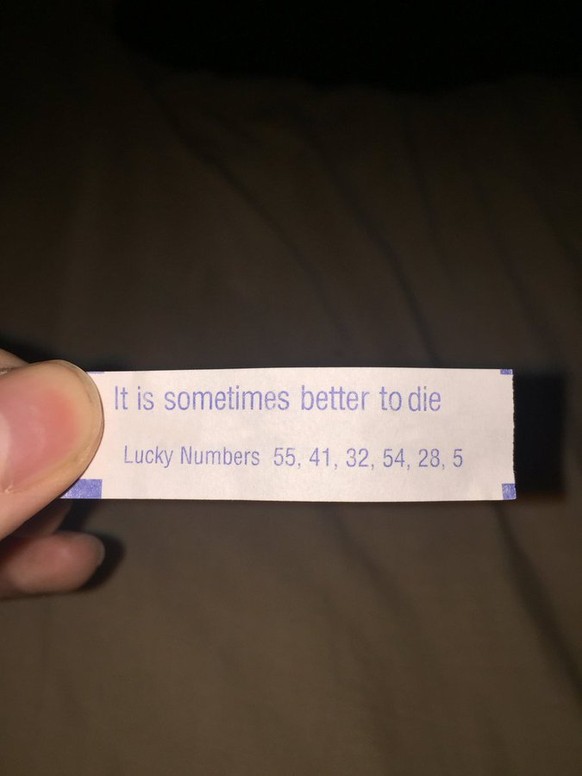 It is sometimes better to die
Lucky Numbers 55, 41, 32, 54, 28, 5